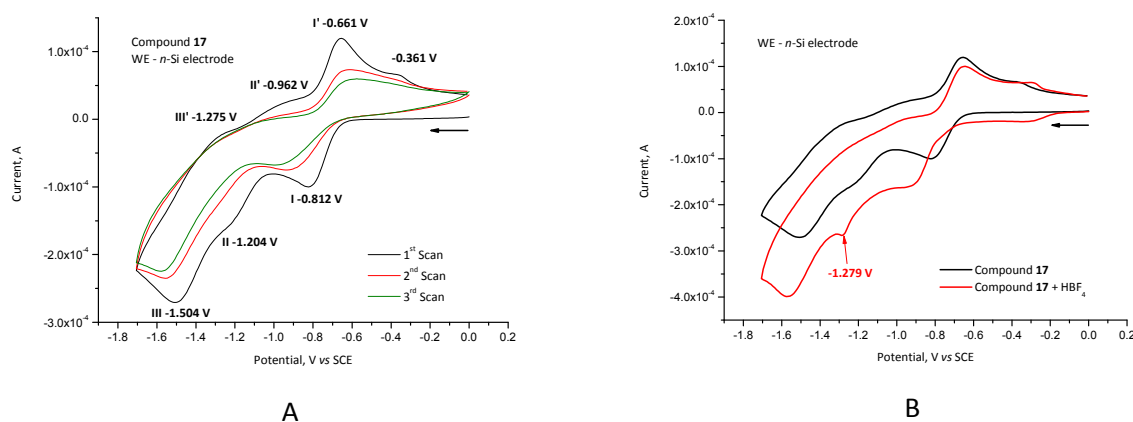 Compound 17
WE - n-Si electrode
I' -0.661 V
-0.361 V
II' -0.962 V
III' -1.275 V
I -0.812 V
II -1.204 V
III -1.504 V
1st Scan
2nd Scan
3rd Scan
1.0x10-4
0.0
-1.0x10-4
-2.0x10-4
-3.0x10-4
Current, A
-1.8 -1.6 -1.4 -1.2 -1.0 -0.8 -0.6 -0.4 -0.2 0.0 0.2
Potential, V vs SCE
A
WE - n-Si electrode
2.0x10-4
1.0x10-4
0.0
-1.0x10-4
-2.0x10-4
-3.0x10-4
-4.0x10-4
Current, A
-1.279 V
Compound 17
Compound 17 + HBF4
-1.8 -1.6 -1.4 -1.2 -1.0 -0.8 -0.6 -0.4 -0.2 0.0 0.2
Potential, V vs SCE
B